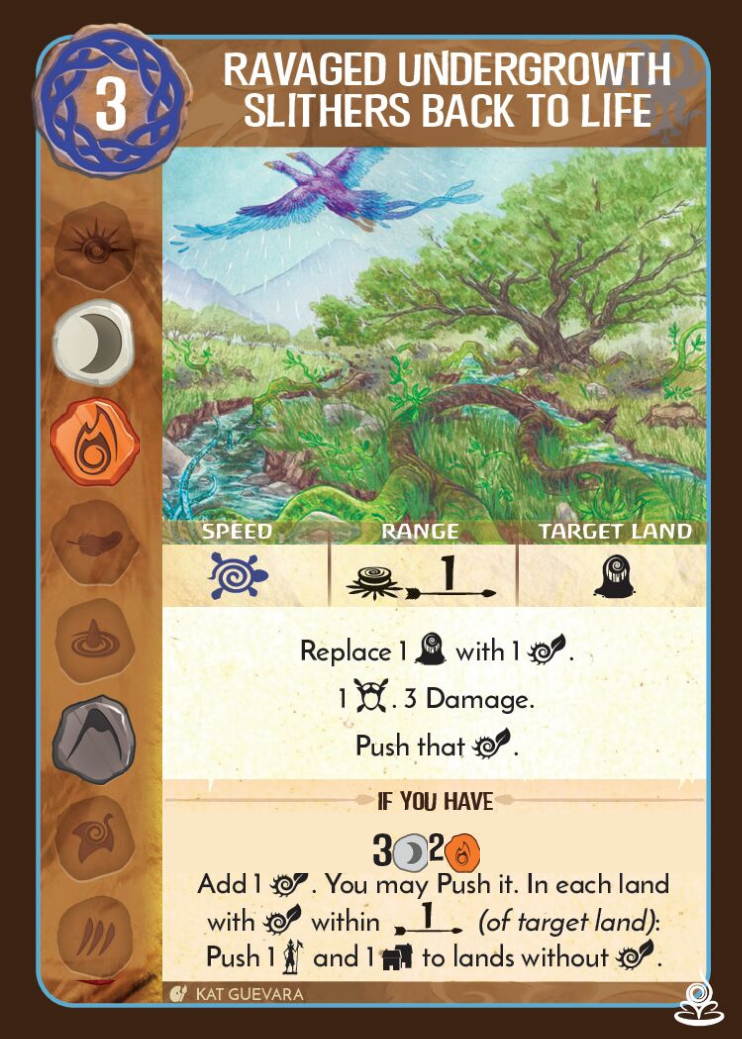 3
RAVAGED UNDERGROWTH
SLITHERS BACK TO LIFE
SPEED RANGE TARGET LAND
1
Replace 1 with 1 .
1 . 3 Damage.
Push that .
IF YOU HAVE
3 2
Add 1 . You may Push it. In each land
with within 1 (of target land):
Push 1 and 1 to lands without .
KAT GUEVARA